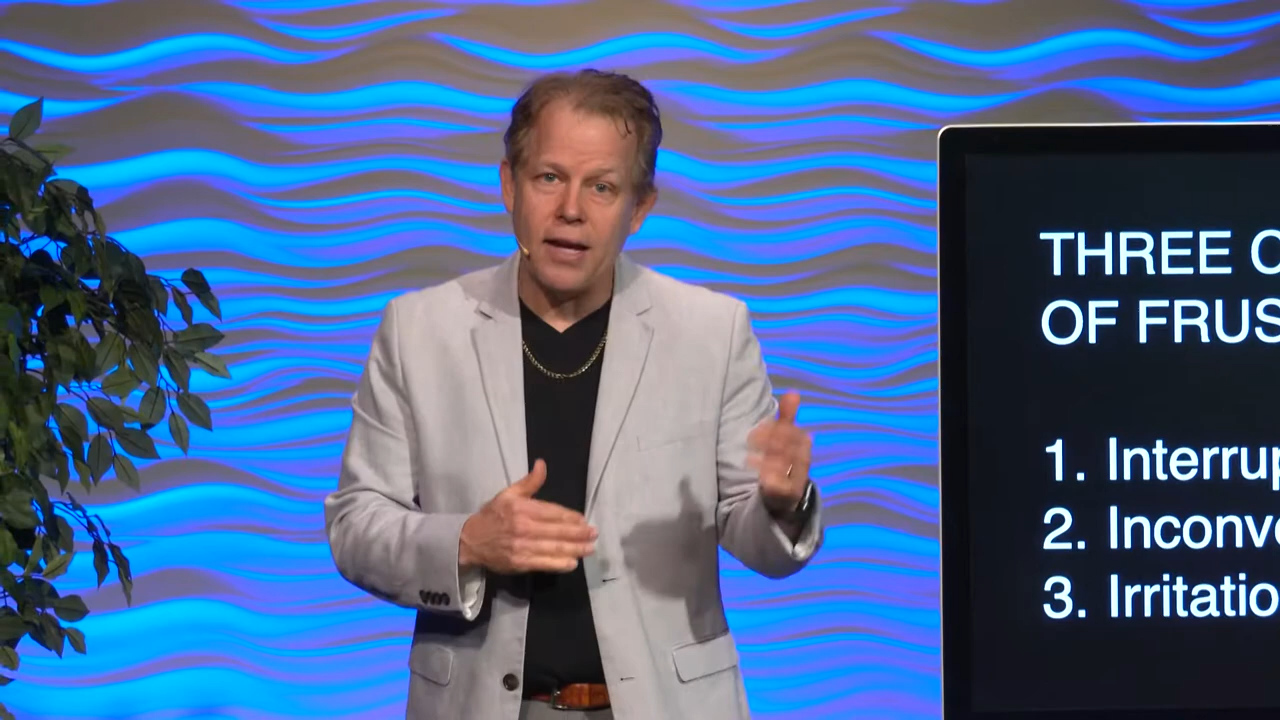 THREE C
OF FRUS
1. Interrup
2. Inconve
3. Irritatio